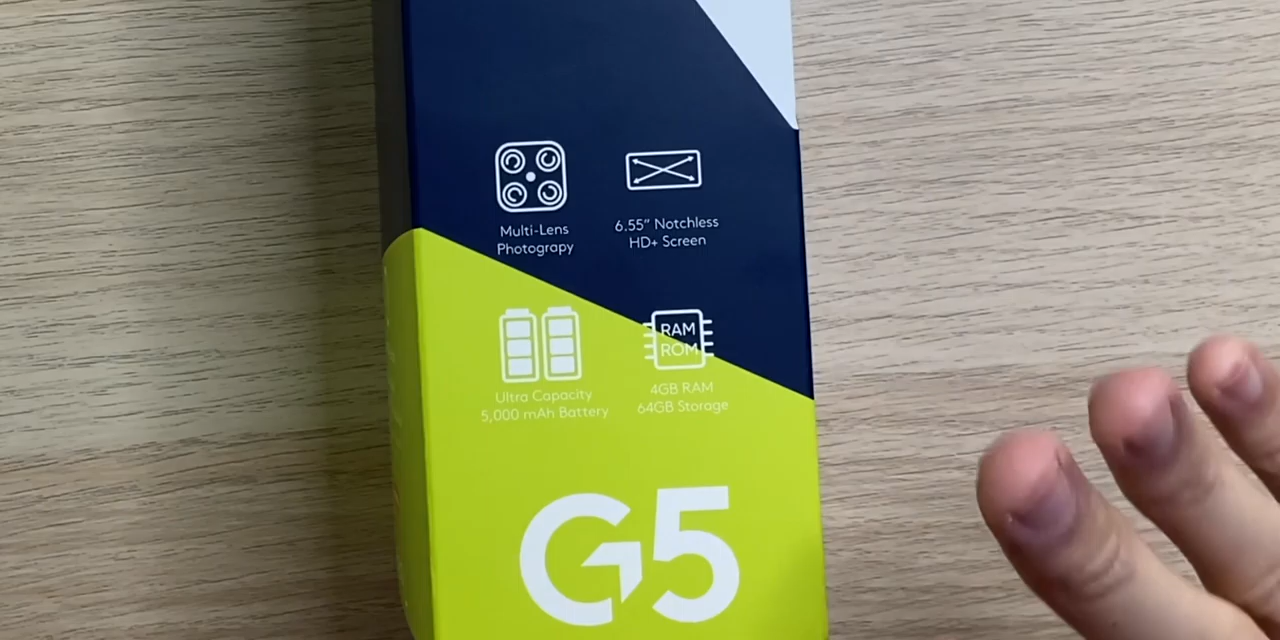 Multi-Lens
Photograpy
6.55" Notchless
HD+ Screen
RAM
ROM
Ultra Capacity
5,000 mAh Battery
4GB RAM
64GB Storage
G5